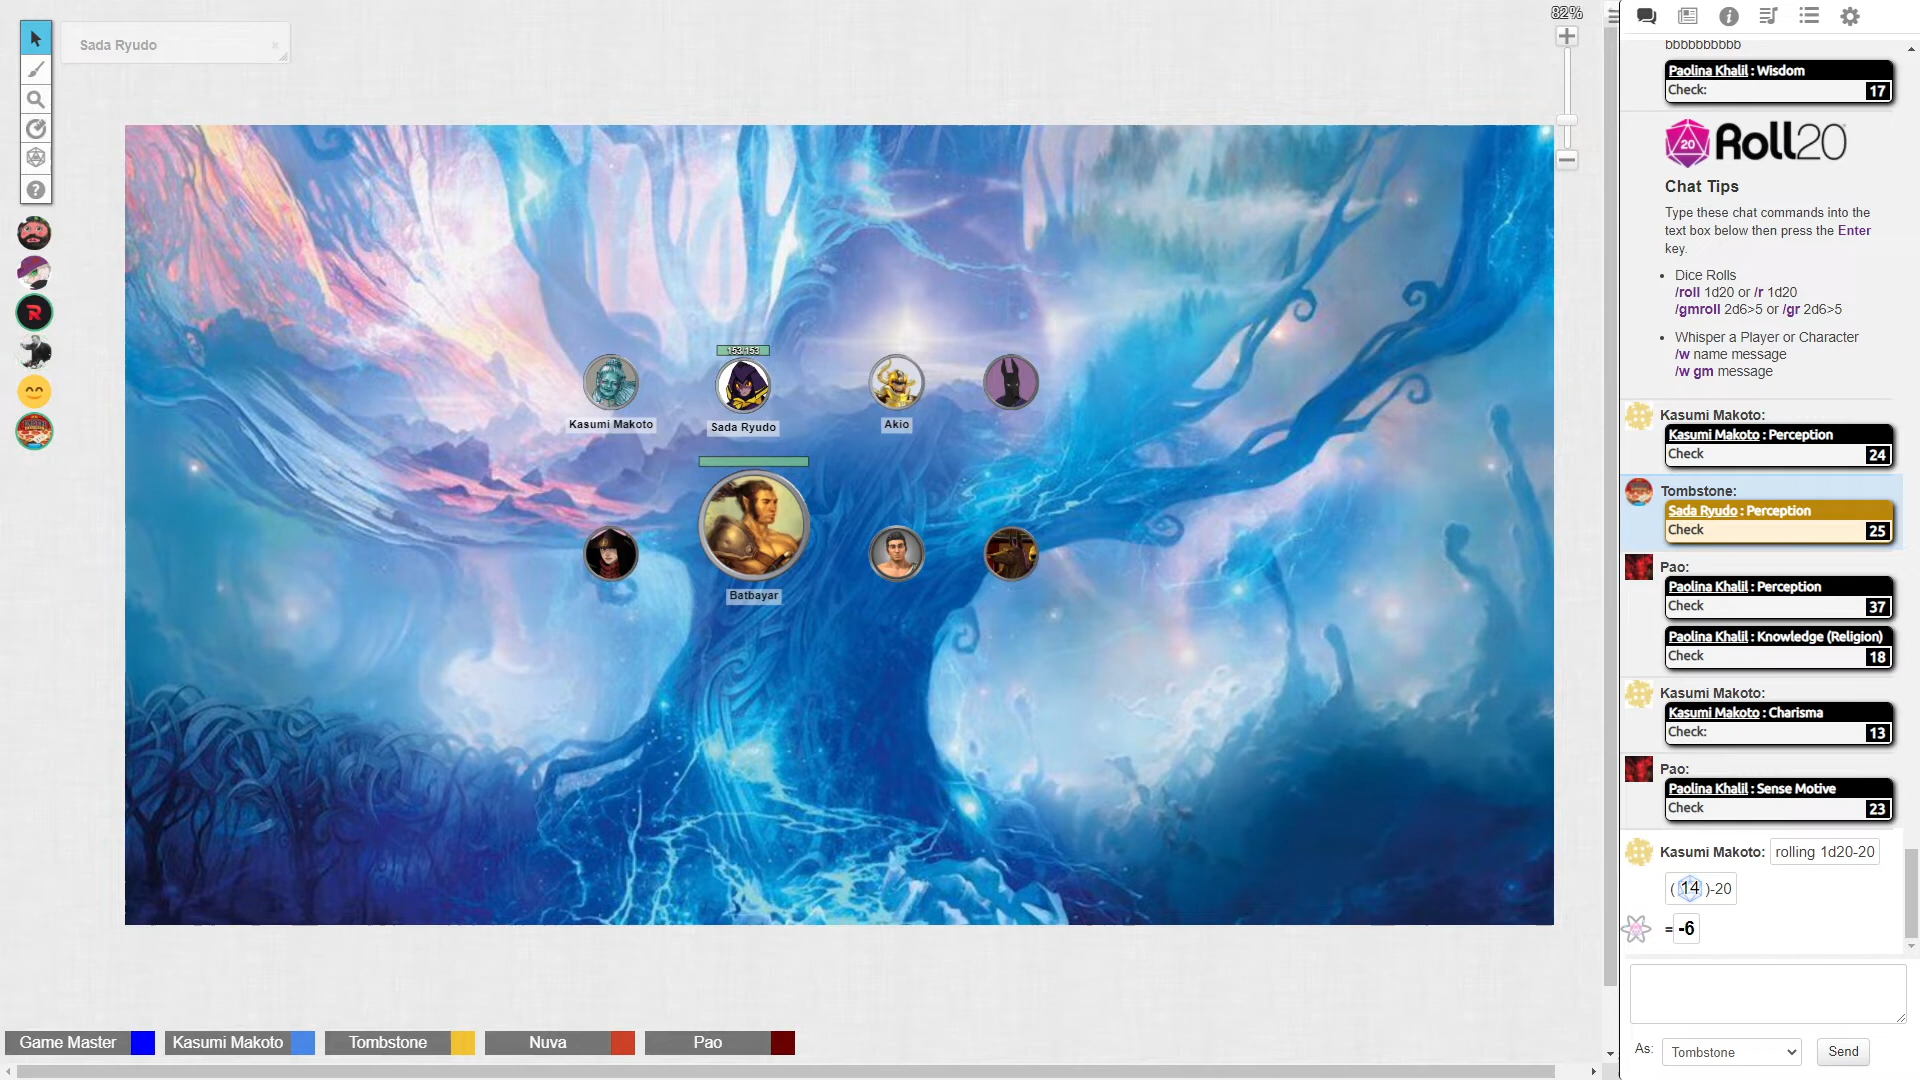 82%
Sada Ryudo
153/153
Kasumi Makoto
Sada Ryudo
Akio
Batbayar
Game Master
Kasumi Makoto
Tombstone
Nuva
Pao
bbbbbbbbbb
Paolina Khalil : Wisdom
Check:
17
20
Roll20
Chat Tips
Type these chat commands into the
text box below then press the Enter
key.
Dice Rolls
/roll 1d20 or /r 1d20
/gmroll 2d6>5 or /gr 2d6>5
Whisper a Player or Character
/w name message
/w gm message
Kasumi Makoto:
Kasumi Makoto : Perception
Check
24
Tombstone:
Sada Ryudo : Perception
Check
25
Pao:
Paolina Khalil : Perception
Check
37
Paolina Khalil : Knowledge (Religion)
Check
18
Kasumi Makoto:
Kasumi Makoto : Charisma
Check:
13
Pao:
Paolina Khalil : Sense Motive
Check
23
Kasumi Makoto: rolling 1d20-20
(14)-20
=-6
As:
Tombstone
Send